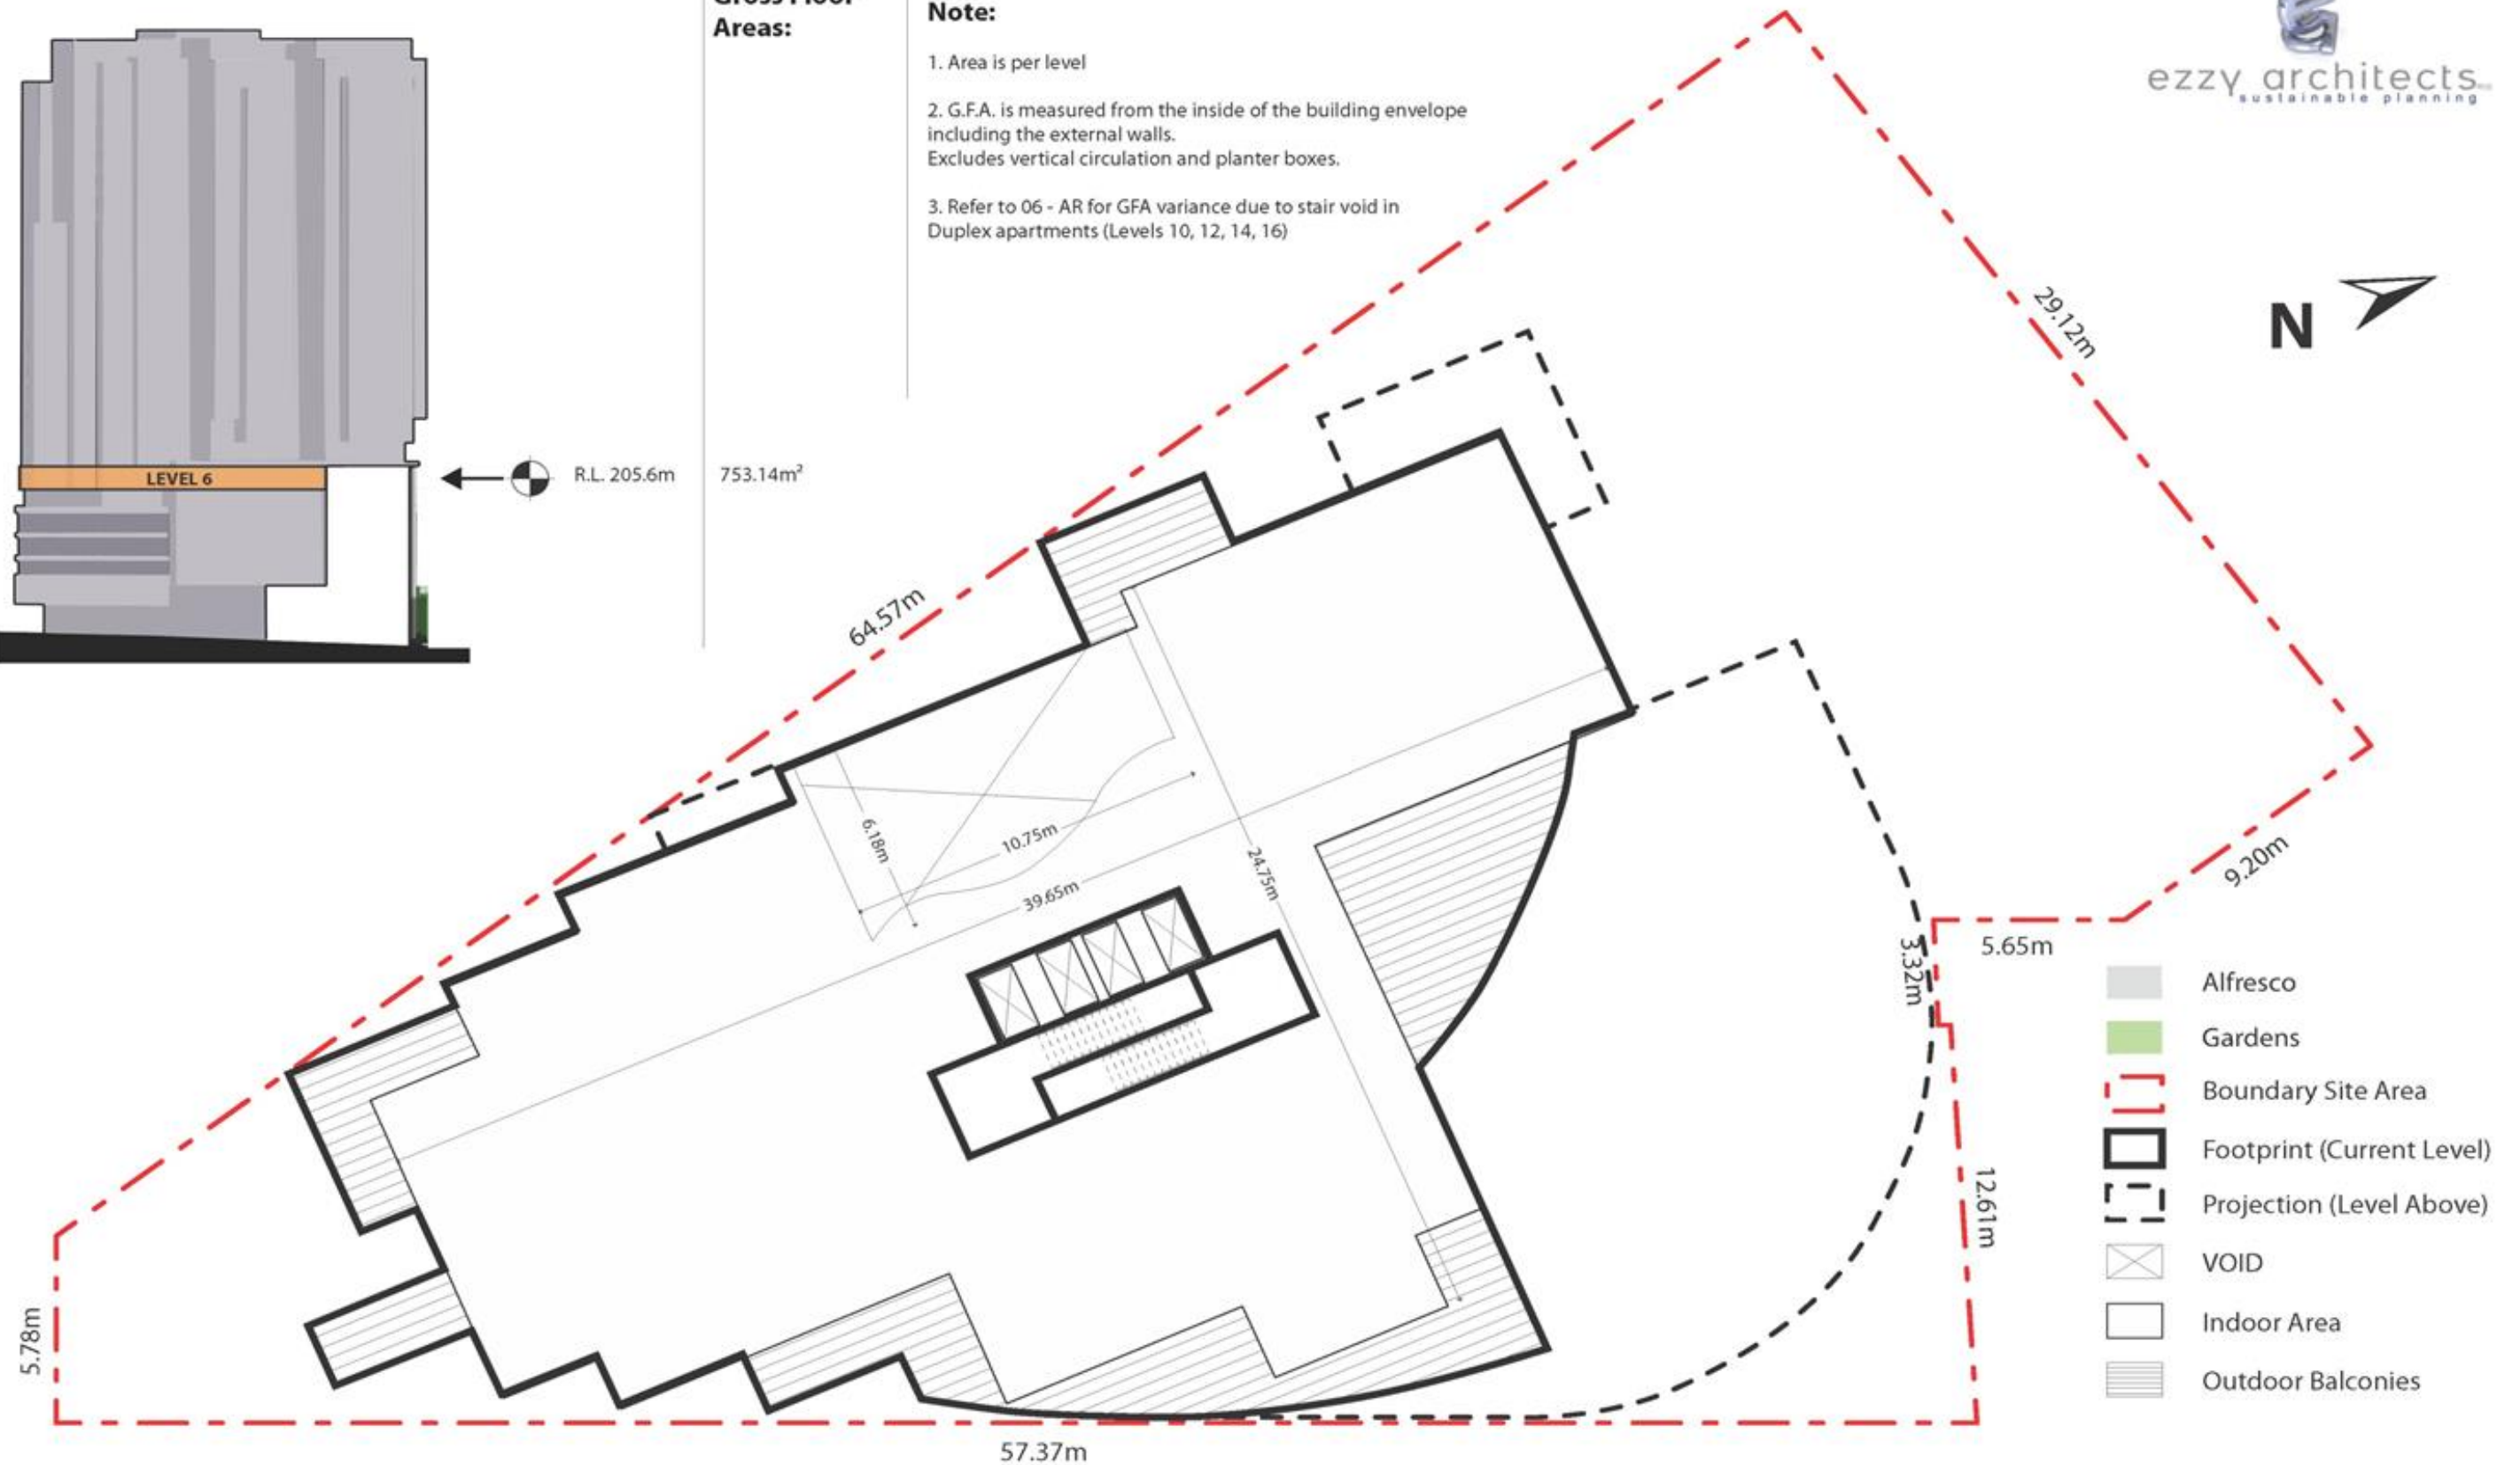 Gross Floor
Areas:
Note:
1. Area is per level
2. G.F.A. is measured from the inside of the building envelope
including the external walls.
Excludes vertical circulation and planter boxes.
3. Refer to 06 - AR for GFA variance due to stair void in
Duplex apartments (Levels 10, 12, 14, 16)
ezzy architects
sustainable planning
N
29.12m
LEVEL 6
R.L. 205.6m
753.14m²
64.57m
6.18m
10.75m
39.65m
24.75m
9.20m
5.65m
3.32m
12.61m
5.78m
57.37m
Alfresco
Gardens
Boundary Site Area
Footprint (Current Level)
Projection (Level Above)
VOID
Indoor Area
Outdoor Balconies